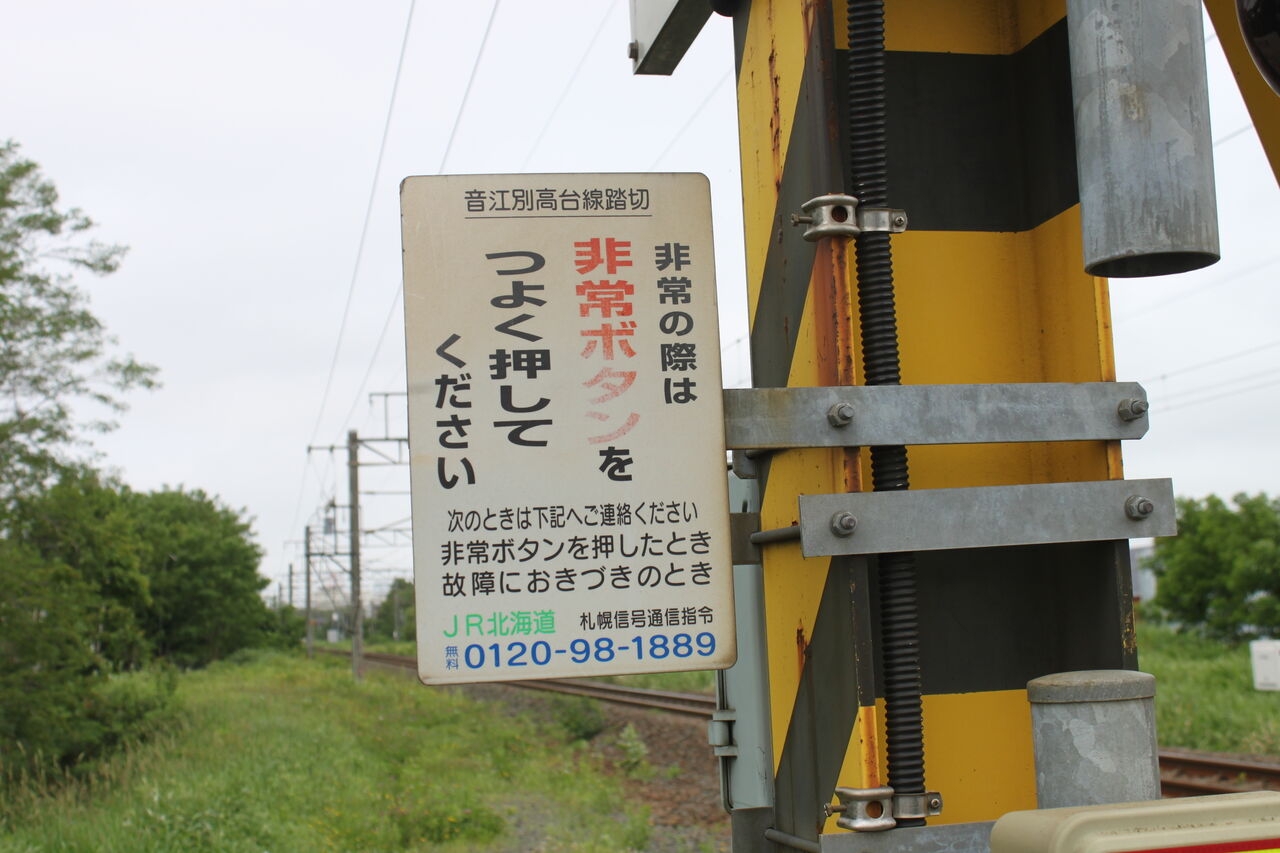 音江別高台線踏切
非常の際は
非常ボタンを
つよく押して
ください
次のときは下記へご連絡ください
非常ボタンを押したとき
故障におきづきのとき
JR北海道 札幌信号通信指令
無料 0120-98-1889